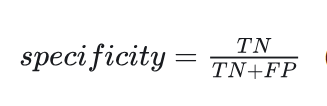 specificity = TN / TN+FP